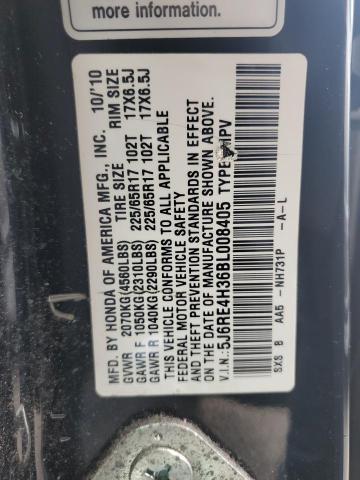 more information.
MFD. BY HONDA OF AMERICA MFG., INC. 10/'10
TIRE SIZE RIM SIZE
GVWR 2070KG(4560LBS)
GAWR F 1050KG(2310LBS) 225/65R17 102T 17X6.5J
GAWR R 1040KG(2290LBS) 225/65R17 102T 17X6.5J
THIS VEHICLE CONFORMS TO ALL APPLICABLE
FEDERAL MOTOR VEHICLE SAFETY
AND THEFT PREVENTION STANDARDS IN EFFECT
ON THE DATE OF MANUFACTURE SHOWN ABOVE.
V.I.N.: 5J6RE4H36BL008405 TYPE: MPV
SXS B AA5 -NH731P -A-L